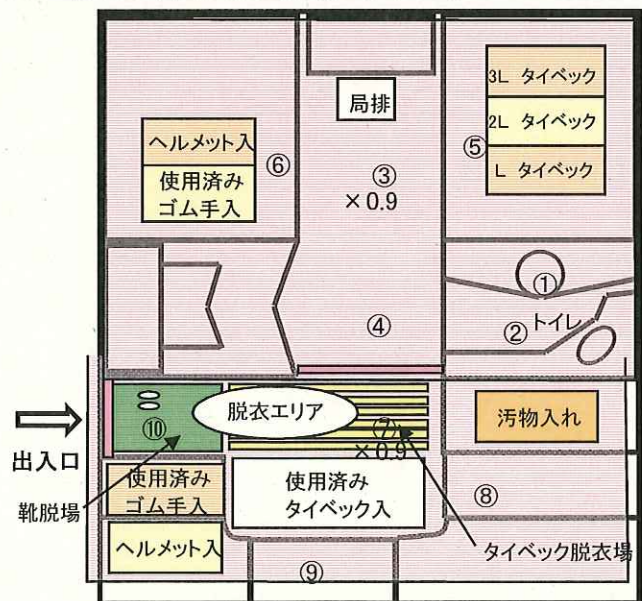 3L タイベック
局排
2L タイベック
ヘルメット入
⑤
⑥
③
L タイベック
使用済み
ゴム手入
×0.9
①
④
②
トイレ
脱衣エリア
汚物入れ
⑩
⑦
×0.9
出入口
使用済み
ゴム手入
使用済み
タイベック入
⑧
靴脱場
ヘルメット入
タイベック脱衣場
⑨